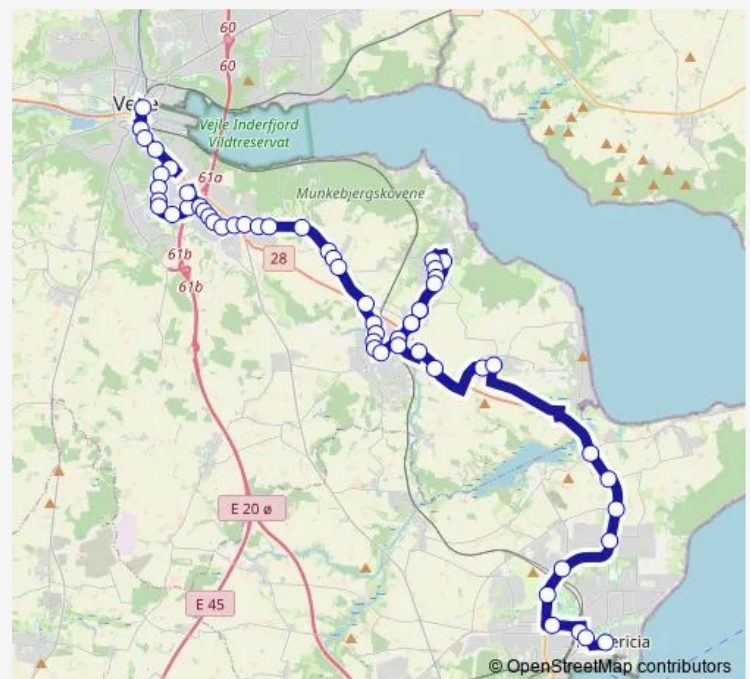 60
60
Vejle Inderfjord
Vildtreservat
61a
Munkebjergskovene
28
61b
61b
E 20 ø
E 45
© OpenStreetMap contributors